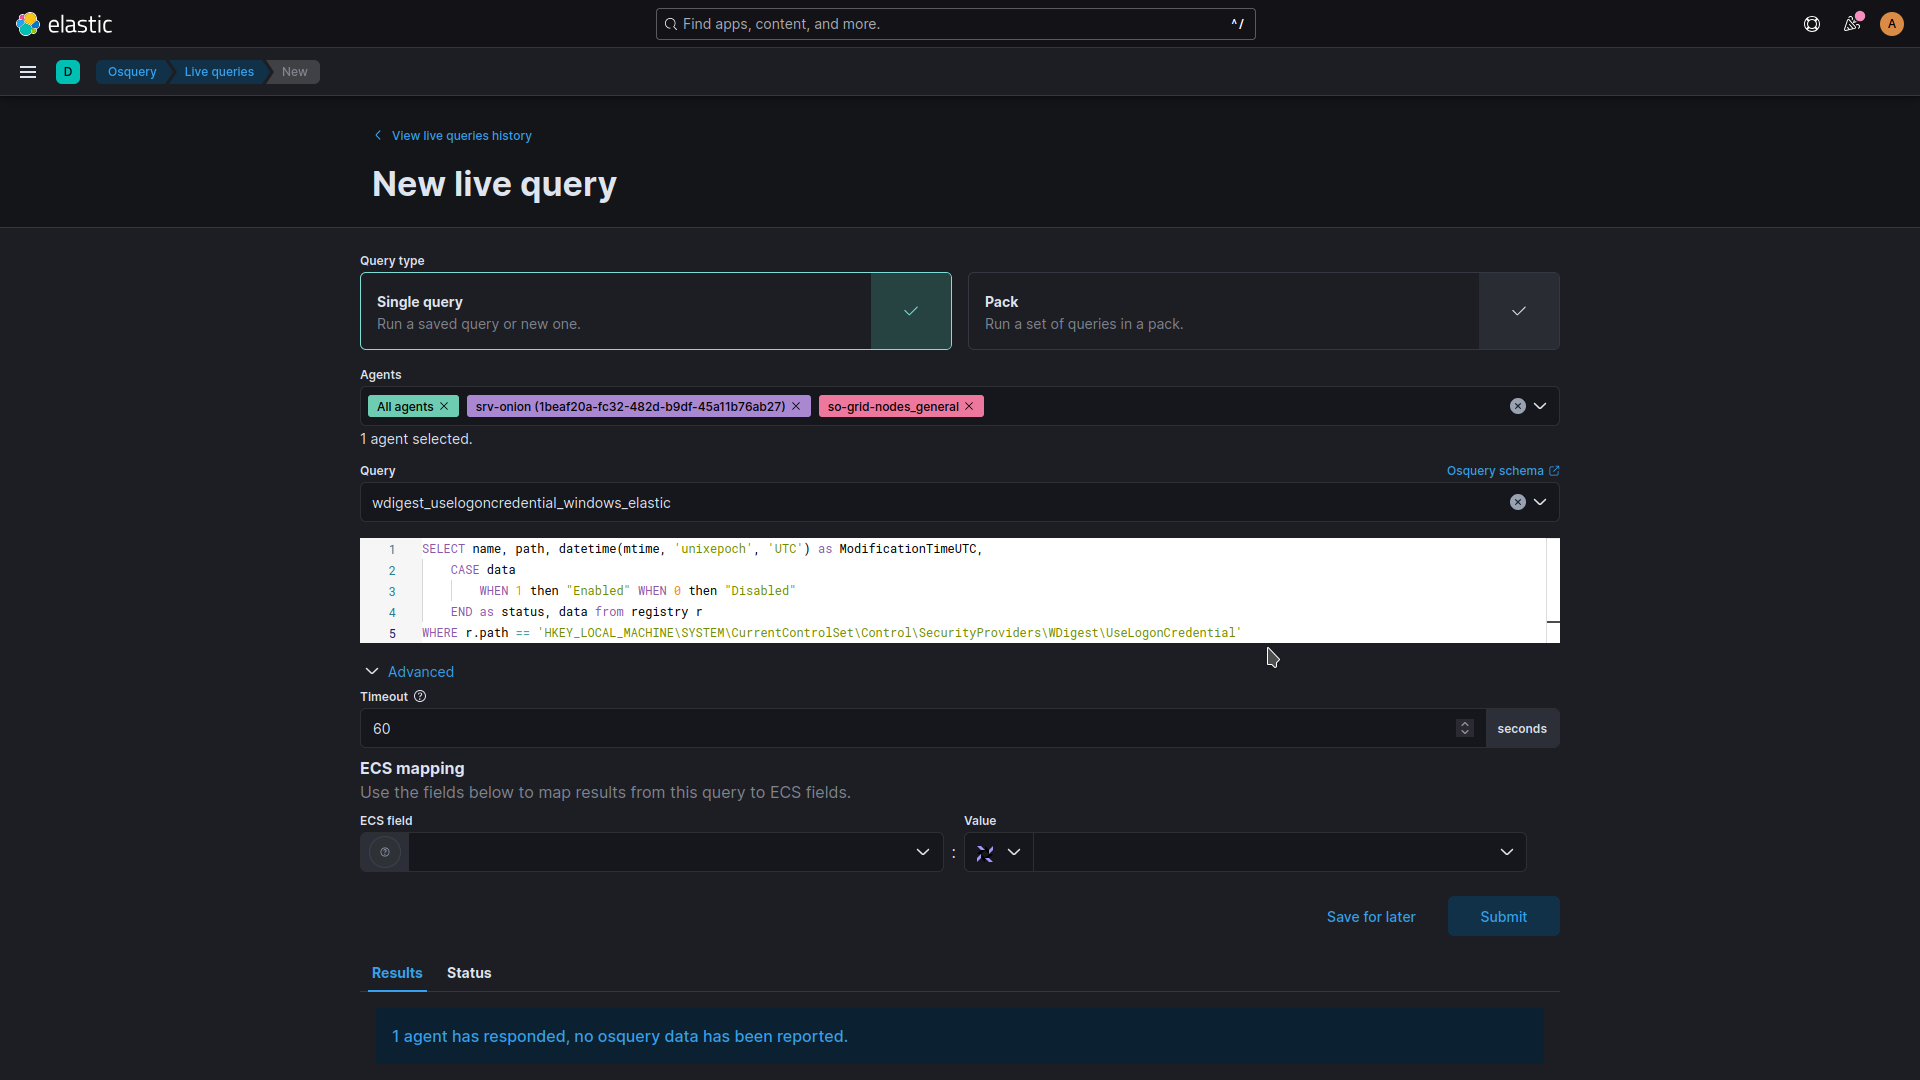 elastic
Find apps, content, and more.
^/
A
D
Osquery
Live queries
New
View live queries history
New live query
Query type
Single query
Run a saved query or new one.
Pack
Run a set of queries in a pack.
Agents
All agents
srv-onion (1beaf20a-fc32-482d-b9df-45a11b76ab27)
so-grid-nodes_general
1 agent selected.
Query
Osquery schema
wdigest_uselogoncredential_windows_elastic
1 SELECT name, path, datetime(mtime, 'unixepoch', 'UTC') as ModificationTimeUTC,
2 CASE data
3 WHEN 1 then "Enabled" WHEN 0 then "Disabled"
4 END as status, data from registry r
5 WHERE r.path == 'HKEY_LOCAL_MACHINE\SYSTEM\CurrentControlSet\Control\SecurityProviders\WDigest\UseLogonCredential'
Advanced
Timeout
60
seconds
ECS mapping
Use the fields below to map results from this query to ECS fields.
ECS field
Value
:
Save for later
Submit
Results
Status
1 agent has responded, no osquery data has been reported.